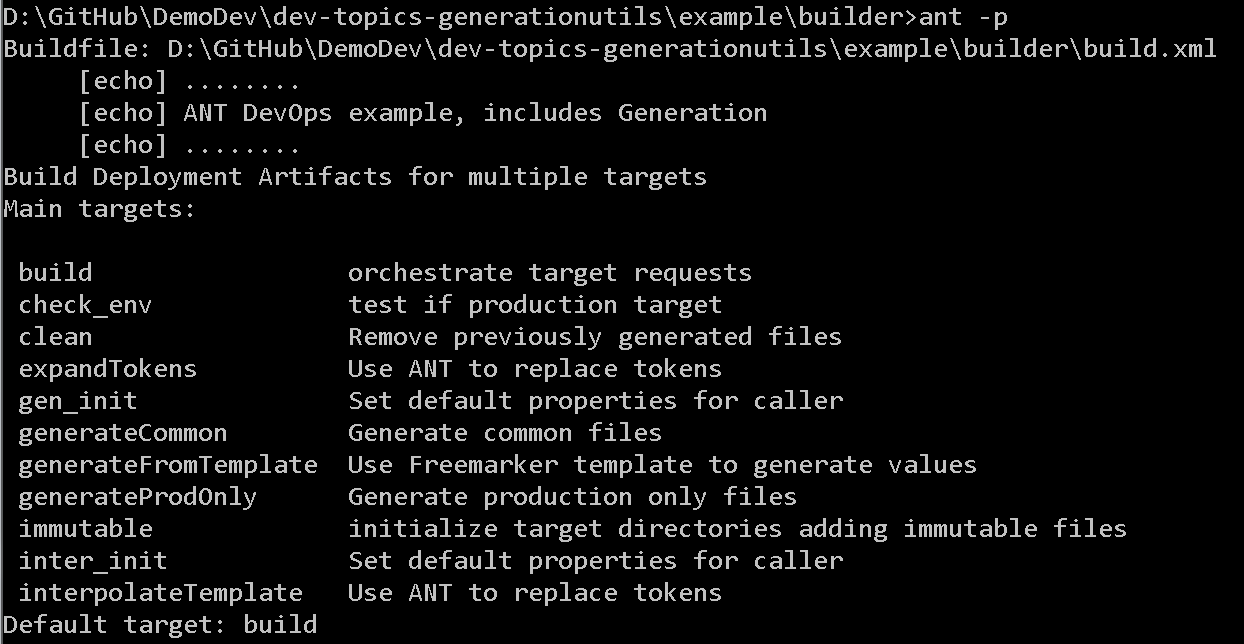 D:\GitHub\DemoDev\dev-topics-generationutils\example\builder>ant -p
Buildfile: D:\GitHub\DemoDev\dev-topics-generationutils\example\builder\build.xml
     [echo] ........
     [echo] ANT DevOps example, includes Generation
     [echo] ........
Build Deployment Artifacts for multiple targets
Main targets:

 build                 orchestrate target requests
 check_env             test if production target
 clean                 Remove previously generated files
 expandTokens          Use ANT to replace tokens
 gen_init              Set default properties for caller
 generateCommon        Generate common files
 generateFromTemplate  Use Freemarker template to generate values
 generateProdOnly      Generate production only files
 immutable             initialize target directories adding immutable files
 inter_init            Set default properties for caller
 interpolateTemplate   Use ANT to replace tokens
Default target: build